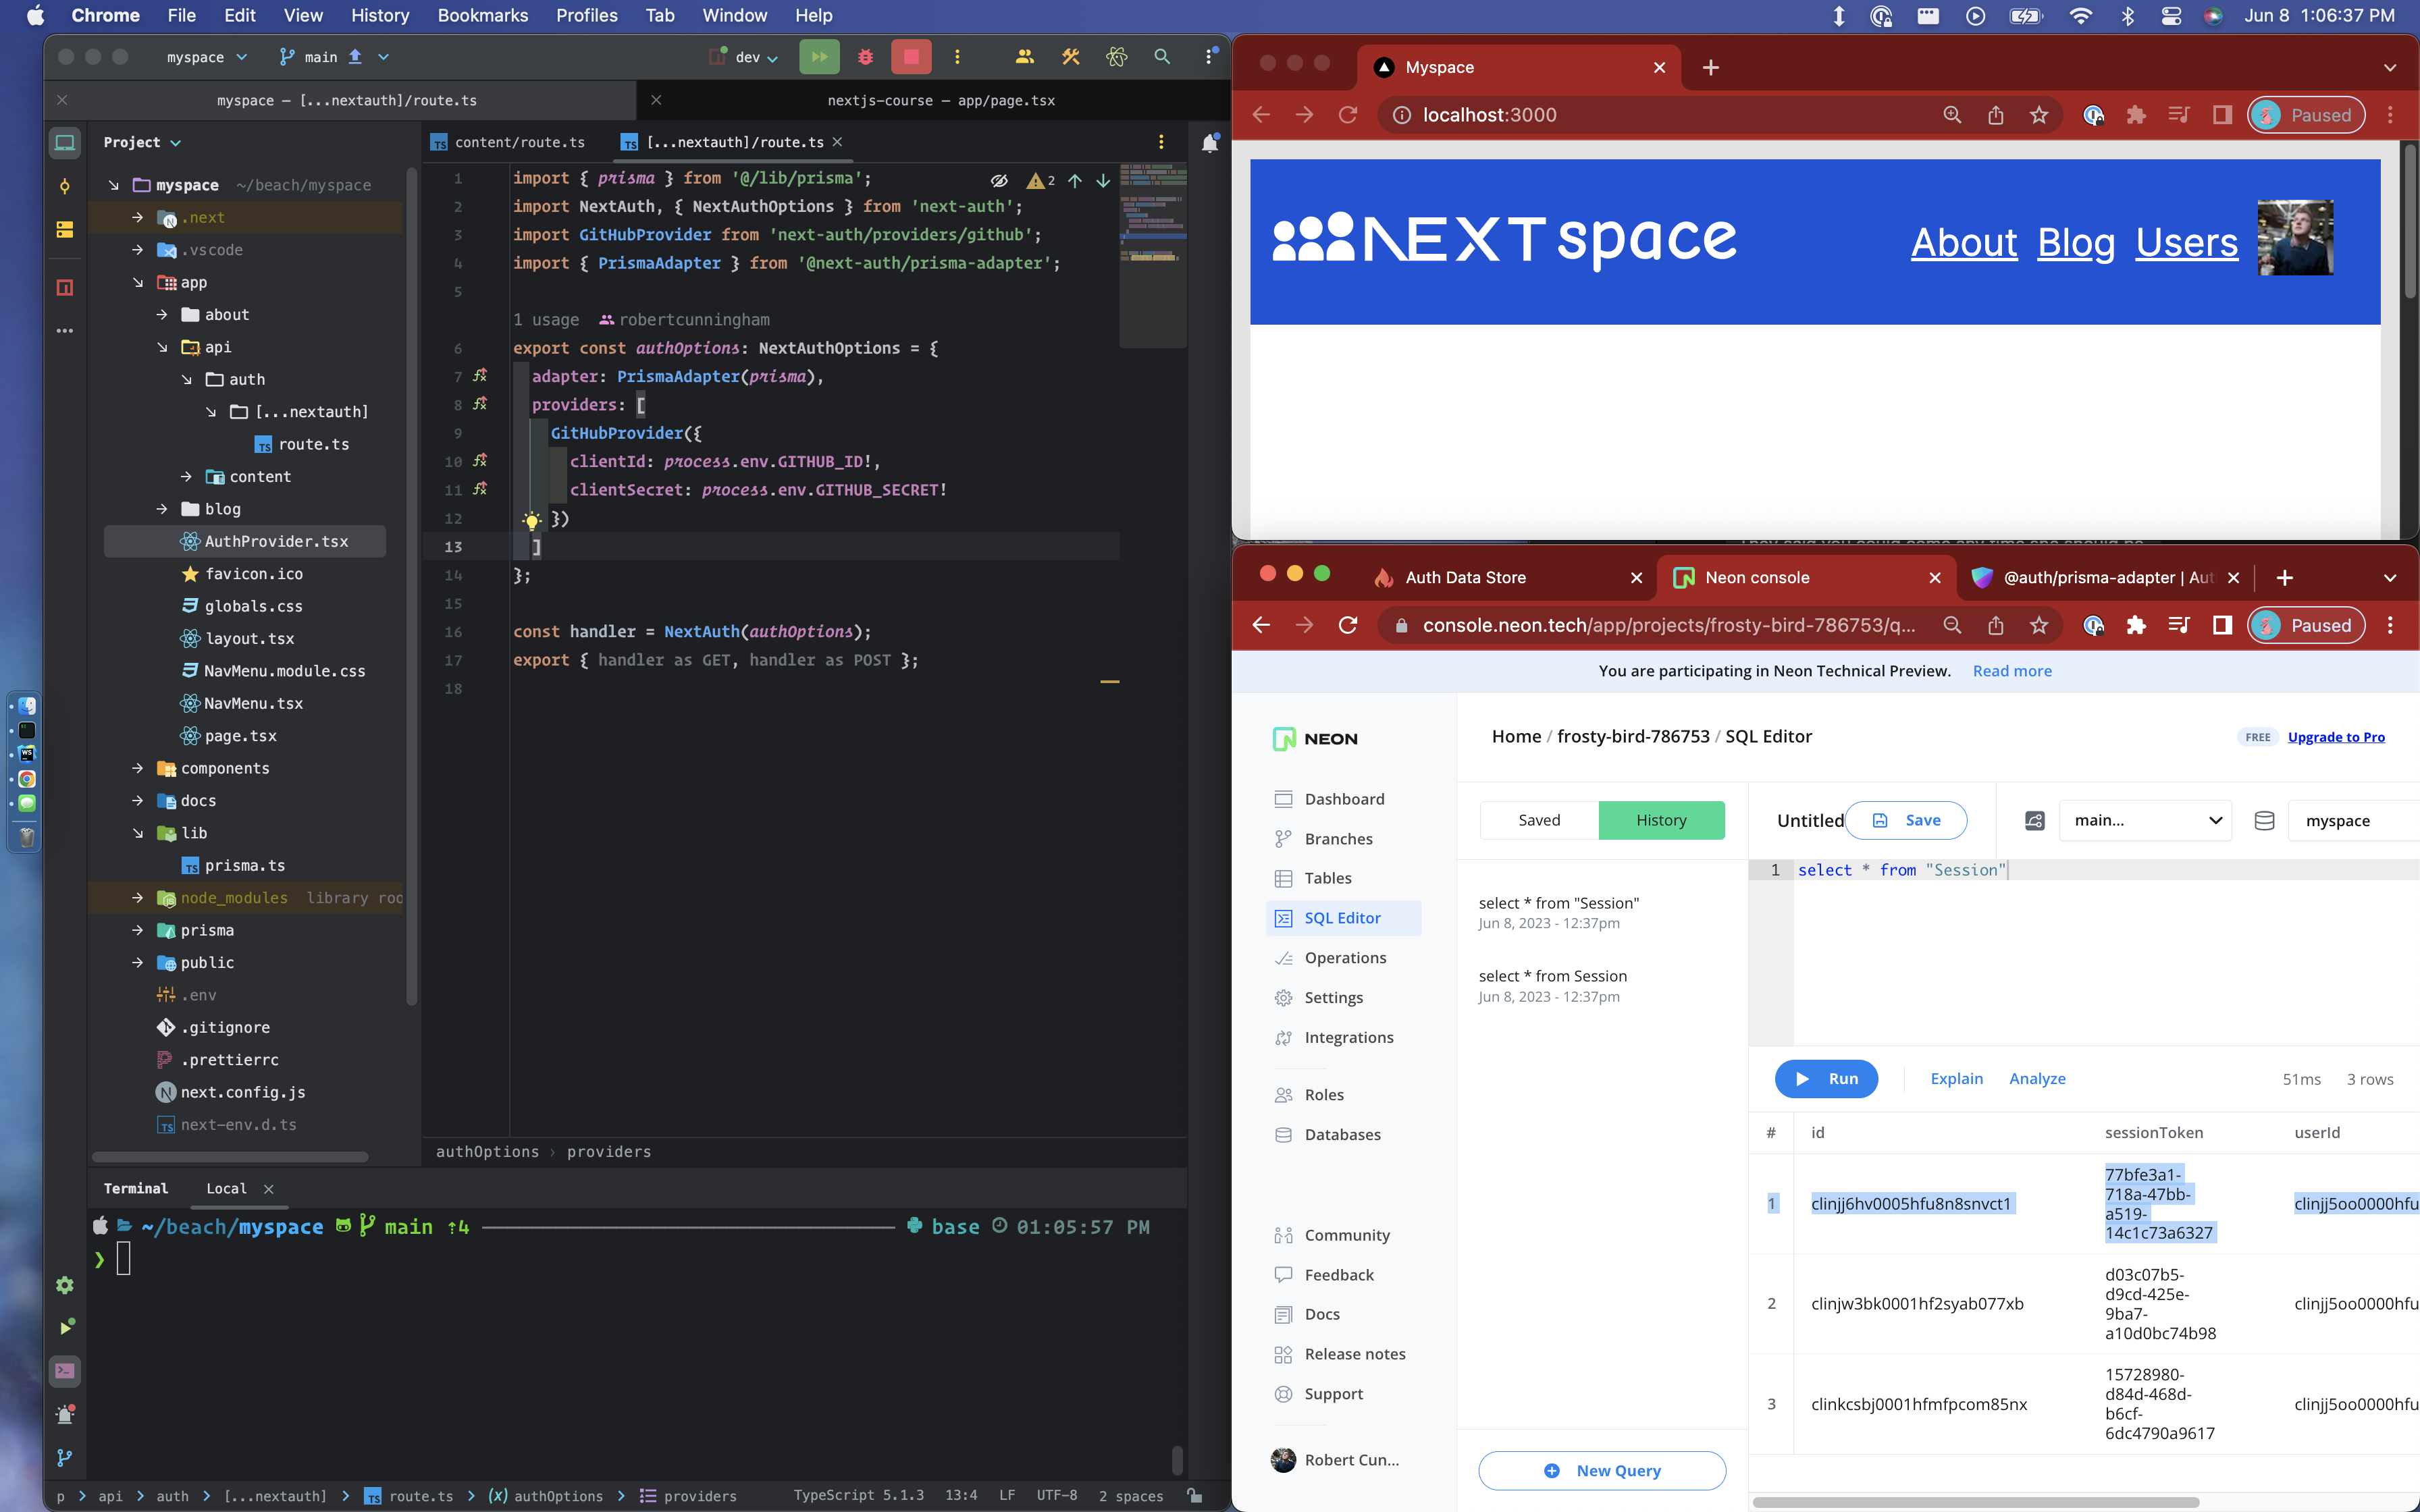 Chrome File Edit View History Bookmarks Profiles Tab Window Help
Jun 8 1:06:37 PM
myspace main dev
myspace – [...nextauth]/route.ts
nextjs-course – app/page.tsx
Project
myspace ~/beach/myspace
.next
.vscode
app
about
api
auth
[...nextauth]
route.ts
content
blog
AuthProvider.tsx
favicon.ico
globals.css
layout.tsx
NavMenu.module.css
NavMenu.tsx
page.tsx
components
docs
lib
prisma.ts
node_modules library roo
prisma
public
.env
.gitignore
.prettierrc
next.config.js
next-env.d.ts
content/route.ts
[...nextauth]/route.ts
2
1 import { prisma } from '@/lib/prisma';
2 import NextAuth, { NextAuthOptions } from 'next-auth';
3 import GitHubProvider from 'next-auth/providers/github';
4 import { PrismaAdapter } from '@next-auth/prisma-adapter';
5
1 usage robertcunningham
6 export const authOptions: NextAuthOptions = {
7 adapter: PrismaAdapter(prisma),
8 providers: [
9 GitHubProvider({
10 clientId: process.env.GITHUB_ID!,
11 clientSecret: process.env.GITHUB_SECRET!
12 })
13 ]
14 };
15
16 const handler = NextAuth(authOptions);
17 export { handler as GET, handler as POST };
18
authOptions › providers
Terminal Local
~/beach/myspace main ⇡4 base 01:05:57 PM
❯
p > api > auth > [...nextauth] > route.ts > (x) authOptions > providers
TypeScript 5.1.3 13:4 LF UTF-8 2 spaces
Myspace
localhost:3000
Paused
NEXT space
About Blog Users
Auth Data Store
Neon console
@auth/prisma-adapter | Aut
console.neon.tech/app/projects/frosty-bird-786753/q...
Paused
You are participating in Neon Technical Preview. Read more
NEON
Home / frosty-bird-786753 / SQL Editor
FREE Upgrade to Pro
Dashboard
Branches
Tables
SQL Editor
Operations
Settings
Integrations
Roles
Databases
Community
Feedback
Docs
Release notes
Support
Robert Cun...
Saved History
select * from "Session"
Jun 8, 2023 - 12:37pm
select * from Session
Jun 8, 2023 - 12:37pm
New Query
Untitled Save main... myspace
1 select * from "Session"
Run Explain Analyze 51ms 3 rows
# id sessionToken userId
1 clinjj6hv0005hfu8n8snvct1
77bfe3a1-
718a-47bb-
a519-
14c1c73a6327
clinjj5oo0000hfu
2 clinjw3bk0001hf2syab077xb
d03c07b5-
d9cd-425e-
9ba7-
a10d0bc74b98
clinjj5oo0000hfu
3 clinkcsbj0001hfmfpcom85nx
15728980-
d84d-468d-
b6cf-
6dc4790a9617
clinjj5oo0000hfu